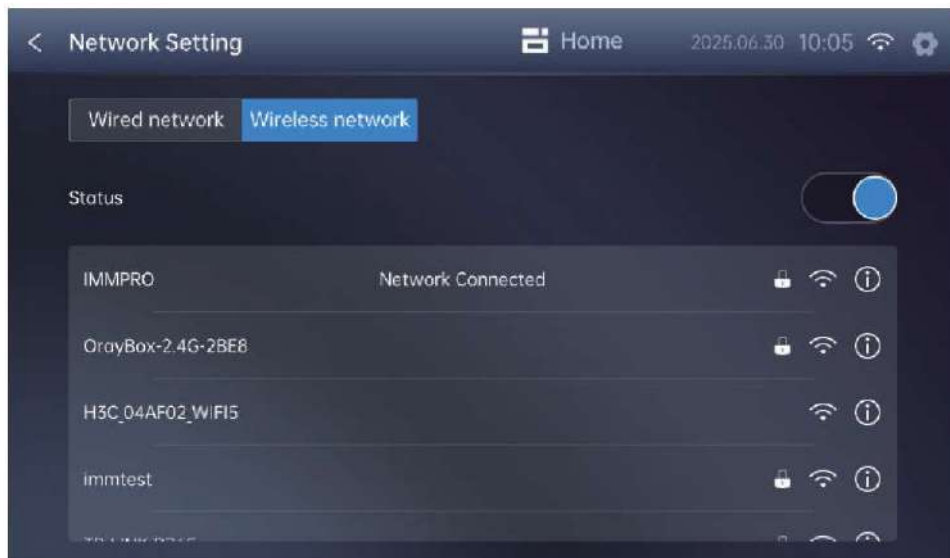 Network Setting
Home
2025.06.30 10:05
Wired network
Wireless network
Status
IMMPRO
Network Connected
OrayBox-2.4G-2BE8
H3C_04AF02_WIFI5
immtest